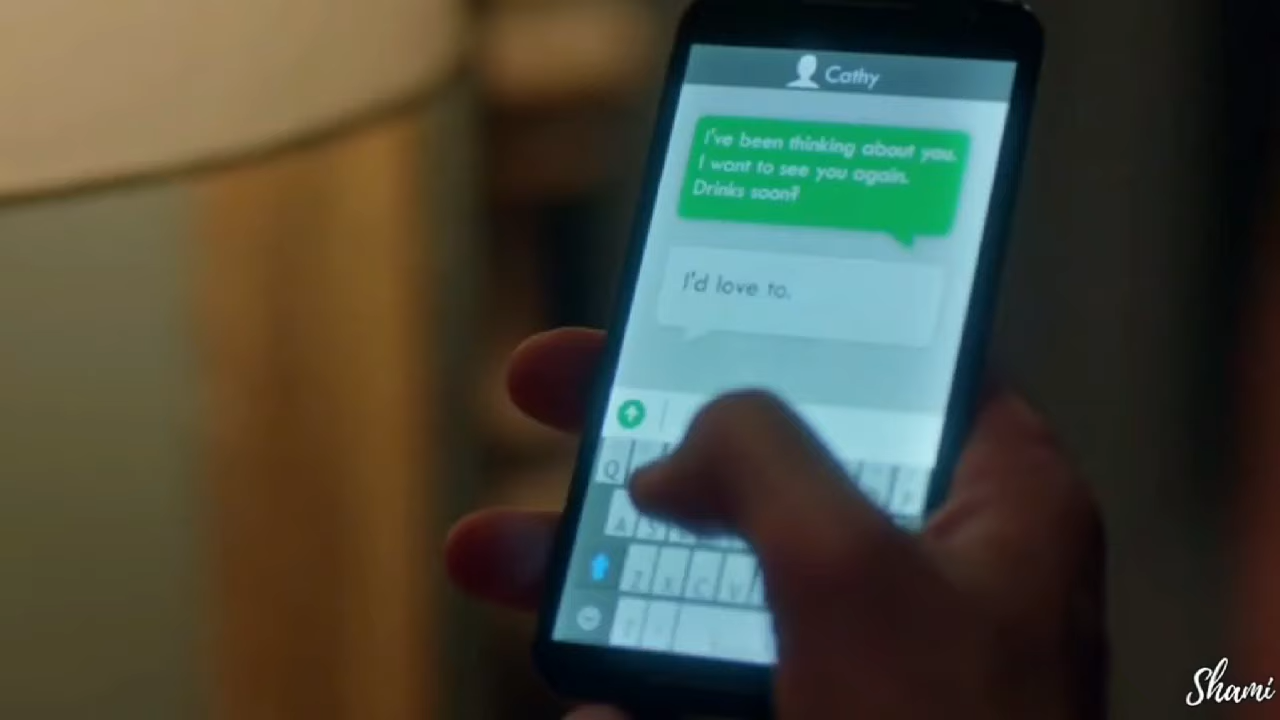 Cathy
I've been thinking about you.
I want to see you again.
Drinks soon?
I'd love to.
Q
A S
Z X C V
Shami